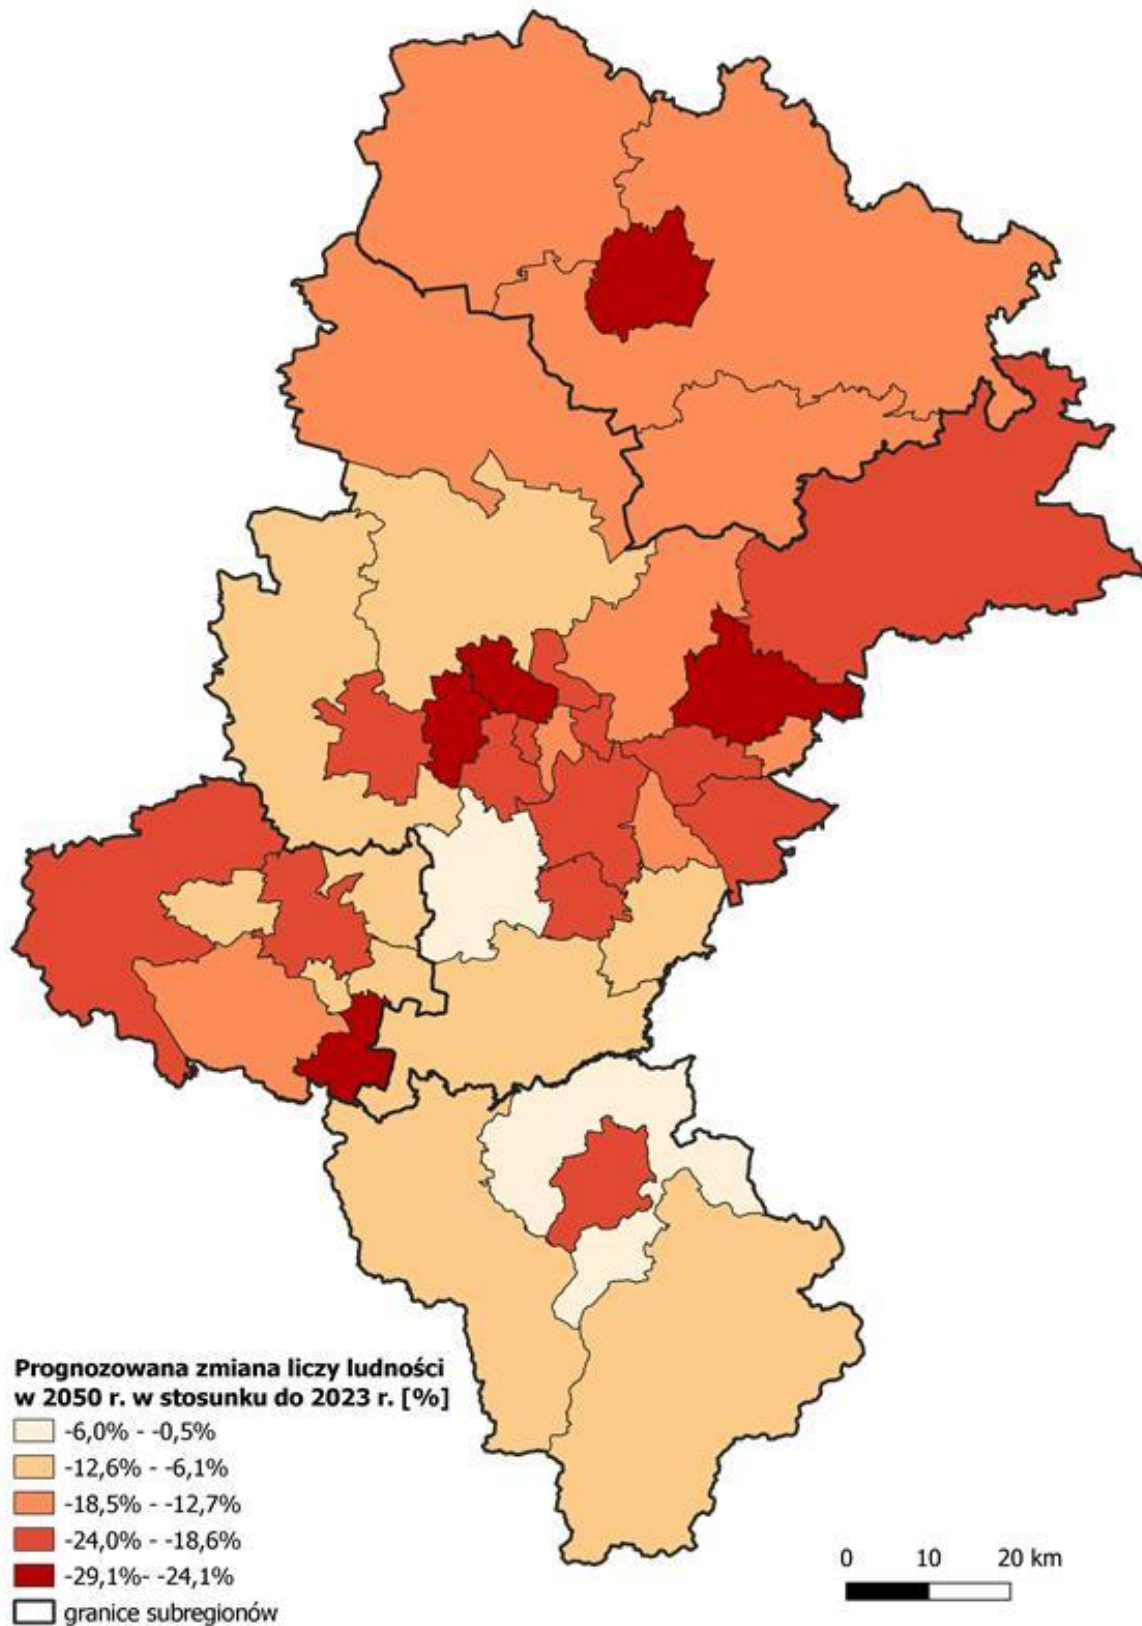 Prognozowana zmiana liczy ludności
w 2050 r. w stosunku do 2023 r. [%]
-6,0% - -0,5%
-12,6% - -6,1%
-18,5% - -12,7%
-24,0% - -18,6%
-29,1%- -24,1%
granice subregionów
0 10 20 km